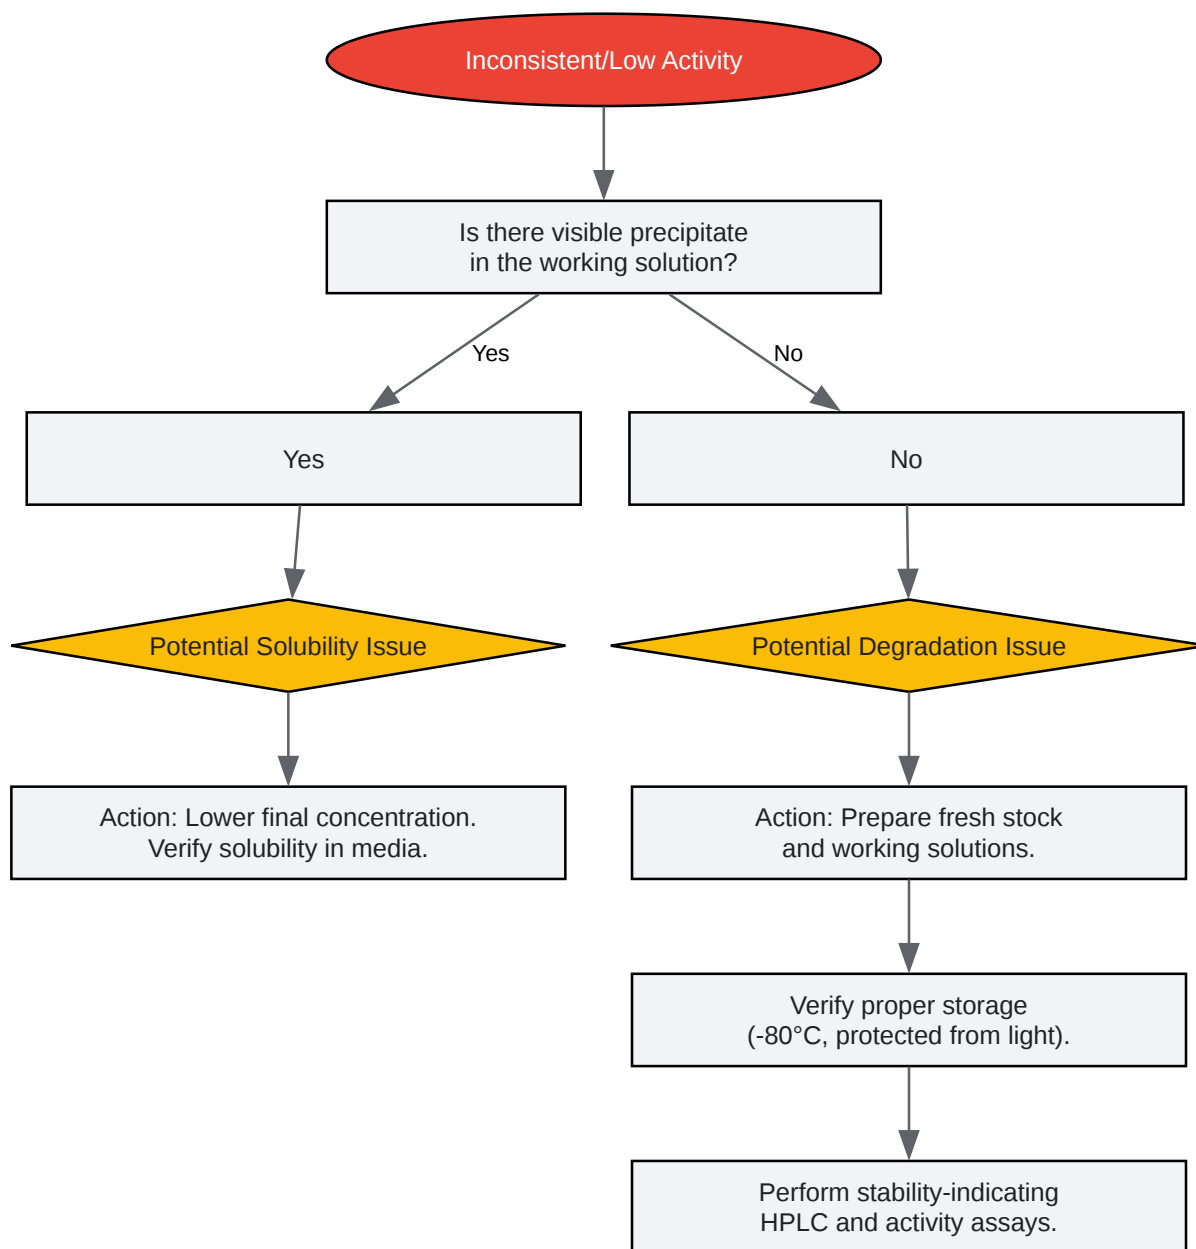 Inconsistent/Low Activity
Is there visible precipitate
in the working solution?
Yes
No
Yes
No
Potential Solubility Issue
Potential Degradation Issue
Action: Lower final concentration.
Verify solubility in media.
Action: Prepare fresh stock
and working solutions.
Verify proper storage
(-80°C, protected from light).
Perform stability-indicating
HPLC and activity assays.